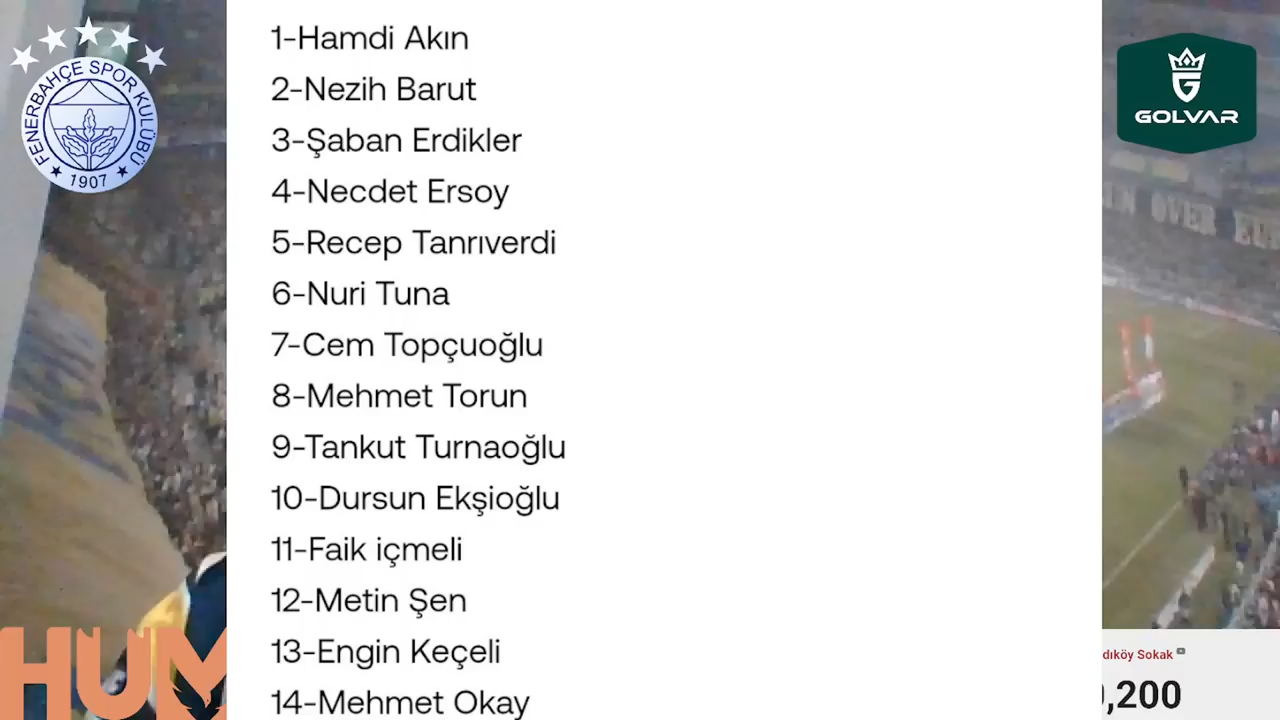 FENERBAHÇE SPOR KULÜBÜ
1907
1-Hamdi Akın
2-Nezih Barut
3-Şaban Erdikler
4-Necdet Ersoy
5-Recep Tanrıverdi
6-Nuri Tuna
7-Cem Topçuoğlu
8-Mehmet Torun
9-Tankut Turnaoğlu
10-Dursun Ekşioğlu
11-Faik içmeli
12-Metin Şen
13-Engin Keçeli
14-Mehmet Okay
GOLVAR
OVER
HUM
dıköy Sokak
,200